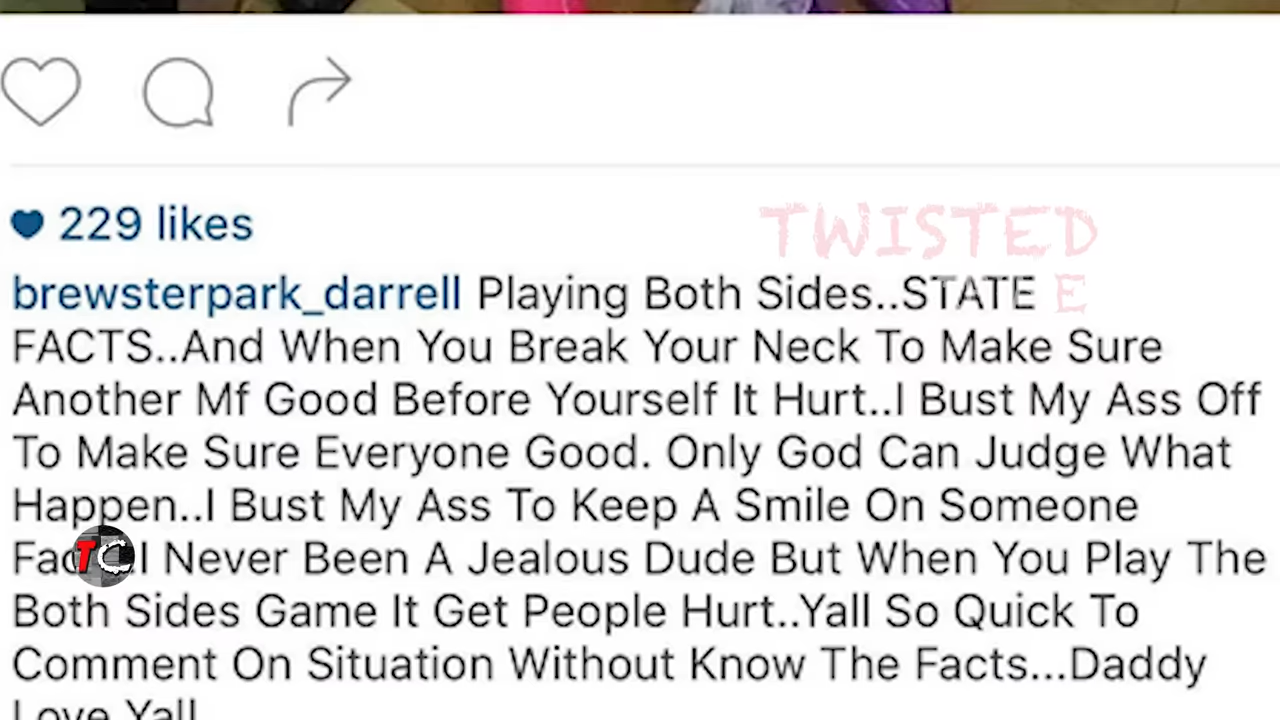 229 likes
TWISTED
brewsterpark_darrell Playing Both Sides..STATE
E
FACTS..And When You Break Your Neck To Make Sure
Another Mf Good Before Yourself It Hurt..I Bust My Ass Off
To Make Sure Everyone Good. Only God Can Judge What
Happen..I Bust My Ass To Keep A Smile On Someone
TC
I Never Been A Jealous Dude But When You Play The
Both Sides Game It Get People Hurt..Yall So Quick To
Comment On Situation Without Know The Facts...Daddy
Love Yall